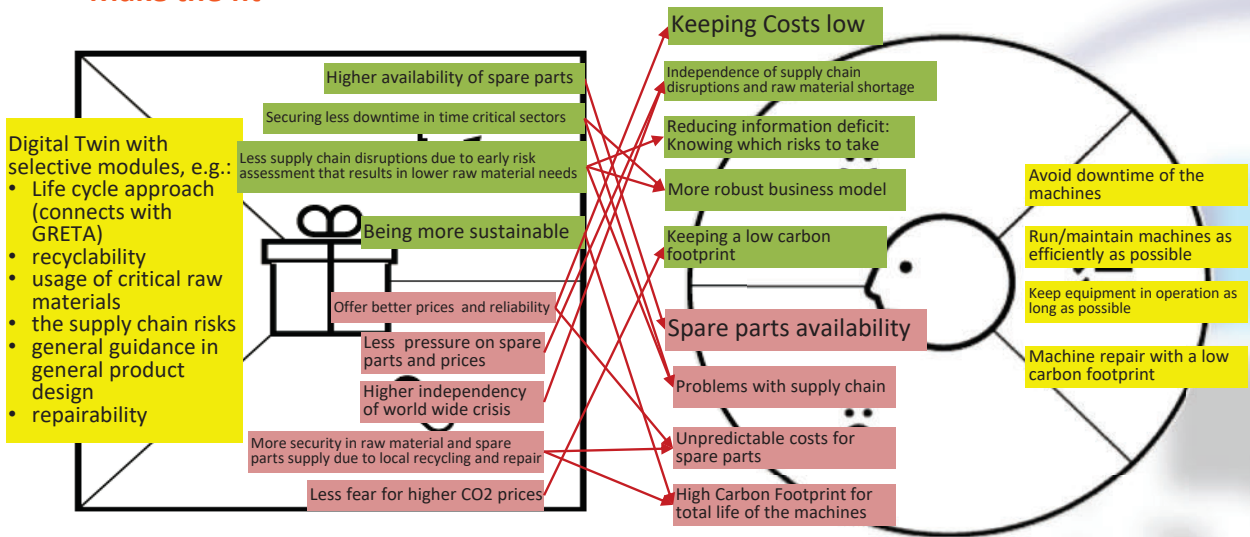 Make the fit
Digital Twin with
selective modules, e.g.:
• Life cycle approach
(connects with
GRETA)
• recyclability
• usage of critical raw
materials
• the supply chain risks
• general guidance in
general product
design
• repairability
Higher availability of spare parts
Securing less downtime in time critical sectors
Less supply chain disruptions due to early risk
assessment that results in lower raw material needs
Being more sustainable
Offer better prices and reliability
Less pressure on spare
parts and prices
Higher independency
of world wide crisis
More security in raw material and spare
parts supply due to local recycling and repair
Less fear for higher CO2 prices
Keeping Costs low
Independence of supply chain
disruptions and raw material shortage
Reducing information deficit:
Knowing which risks to take
More robust business model
Keeping a low carbon
footprint
Spare parts availability
Problems with supply chain
Unpredictable costs for
spare parts
High Carbon Footprint for
total life of the machines
Avoid downtime of the
machines
Run/maintain machines as
efficiently as possible
Keep equipment in operation as
long as possible
Machine repair with a low
carbon footprint